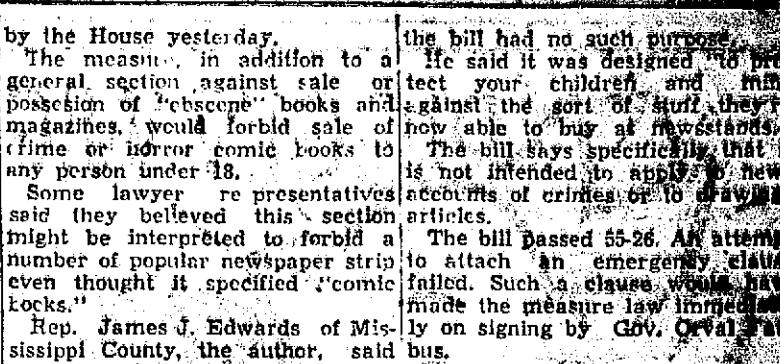 by the House yesterday.
The measure, in addition to a
general section against sale or
possesion of "obscene" books and
magazines, would forbid sale of
crime or horror comic books to
any person under 18.
Some lawyer re presentatives
said they believed this section
might be interpreted to forbid a
number of popular newspaper strip
even thought it specified "comic
Rep. James J. Edwards of Mis-
sissippi County, the author, said
the bill had no such purpose.
He said it was designed "to pro
tect your children and
against the sort of stuff they
now able to buy at newsstands.
The bill says specifically that
is not intended to apply to new
accounts of crimes or to
articles.
The bill passed 55-26. An attem
to attach an emergency clau
failed. Such a clause would ha
made the measure law immed
ly on signing by Gov. Orval
bus.